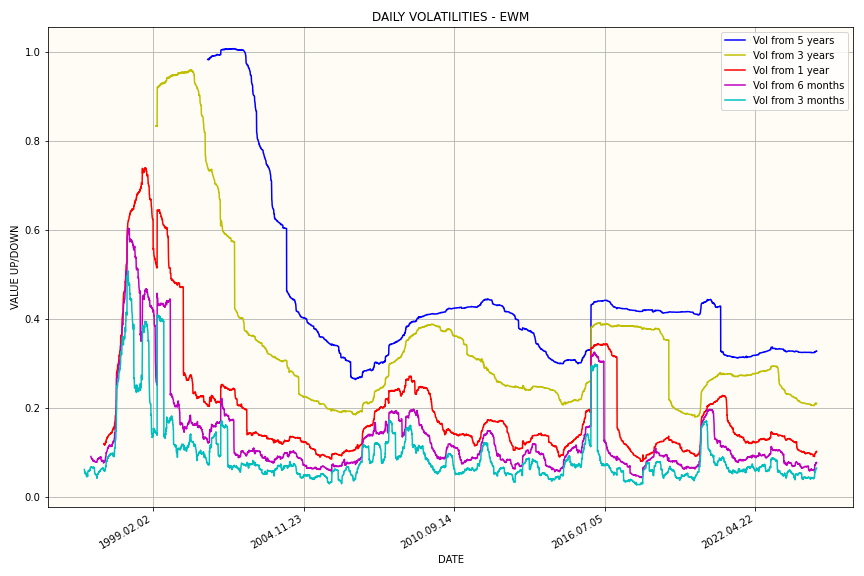 DAILY VOLATILITIES - EWM
Vol from 5 years
Vol from 3 years
Vol from 1 year
Vol from 6 months
Vol from 3 months
VALUE UP/DOWN
1.0
0.8
0.6
0.4
0.2
0.0
1999.02.02
2004.11.23
2010.09.14
2016.07.05
2022.04.22
DATE